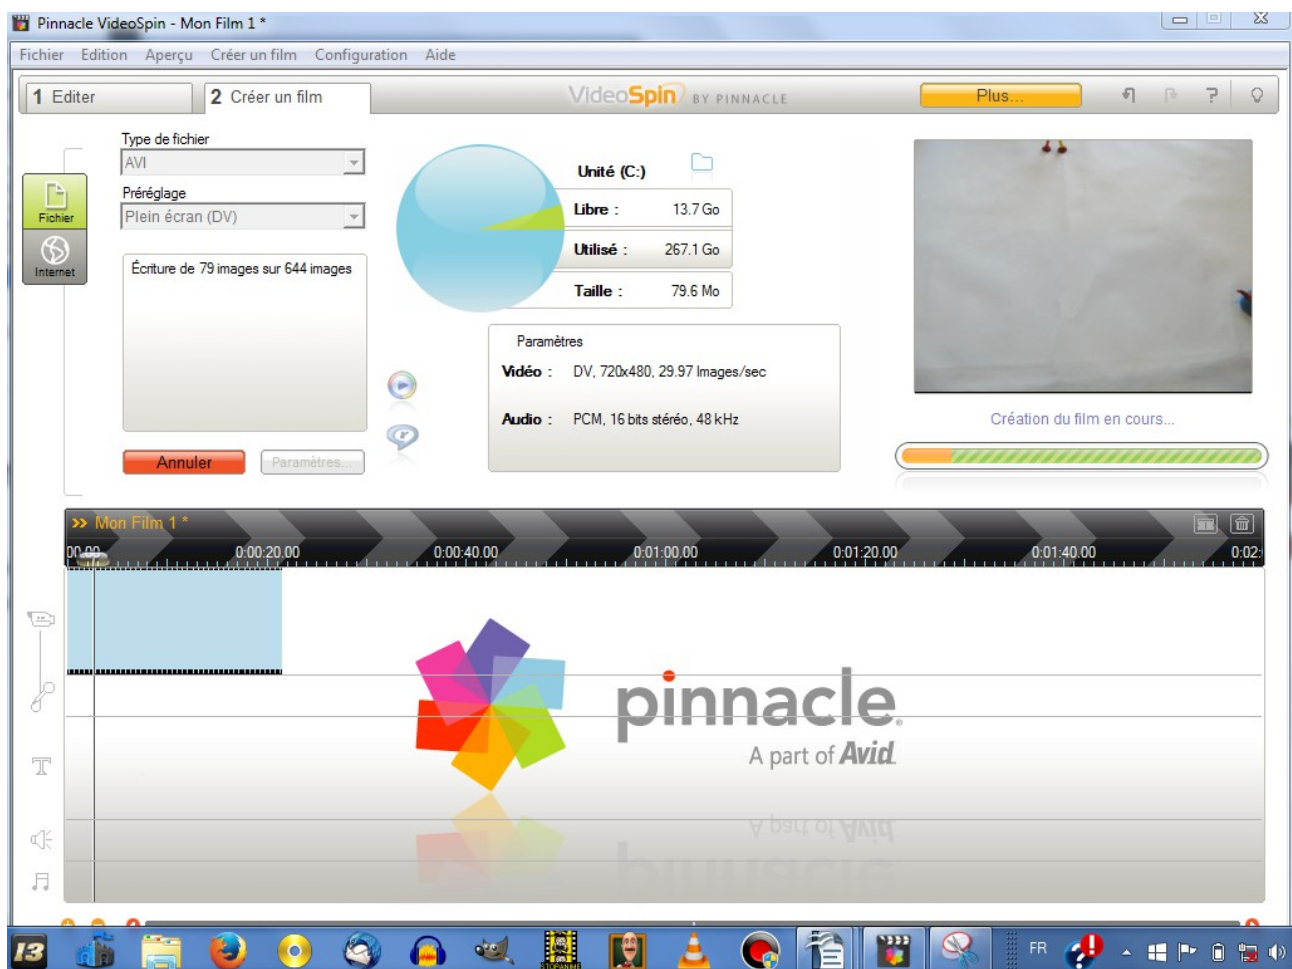 Pinnacle VideoSpin - Mon Film 1 *
Fichier Edition Aperçu Créer un film Configuration Aide
1 Editer 2 Créer un film VideoSpin BY PINNACLE Plus... ?
Type de fichier
AVI
Préréglage
Plein écran (DV)
Fichier
Internet
Écriture de 79 images sur 644 images
Annuler Paramètres...
Unité (C:)
Libre : 13.7 Go
Utilisé : 267.1 Go
Taille : 79.6 Mo
Paramètres
Vidéo : DV, 720x480, 29.97 Images/sec
Audio : PCM, 16 bits stéréo, 48 kHz
Création du film en cours...
Mon Film 1 *
0:00:20.00 0:00:40.00 0:01:00.00 0:01:20.00 0:01:40.00 0:02:
pinnacle
A part of Avid
T
13 STOPANIME FR